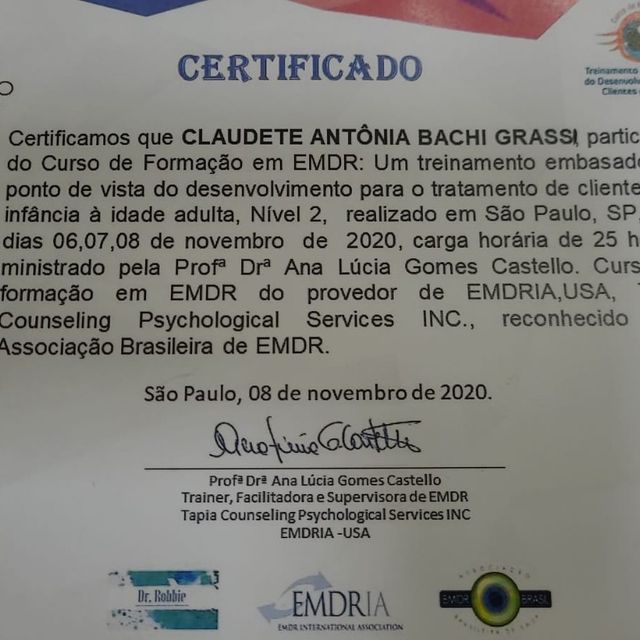 Treinamento
do Desenvolv
Clientes
O
CERTIFICADO
Certificamos que CLAUDETE ANTÔNIA BACHI GRASSI, partic
do Curso de Formação em EMDR: Um treinamento embasado
ponto de vista do desenvolvimento para o tratamento de cliente
infância à idade adulta, Nível 2, realizado em São Paulo, SP,
dias 06,07,08 de novembro de 2020, carga horária de 25 h
ministrado pela Profª Drª Ana Lúcia Gomes Castello. Curs
formação em EMDR do provedor de EMDRIA,USA, T
Counseling Psychological Services INC., reconhecido
Associação Brasileira de EMDR.
São Paulo, 08 de novembro de 2020.
Profª Drª Ana Lúcia Gomes Castello
Trainer, Facilitadora e Supervisora de EMDR
Tapia Counseling Psychological Services INC
EMDRIA -USA
Dr. Robbie
EMDRIA
EMDR INTERNATIONAL ASSOCIATION
ASSOCIAÇÃO
EMDR BRASIL